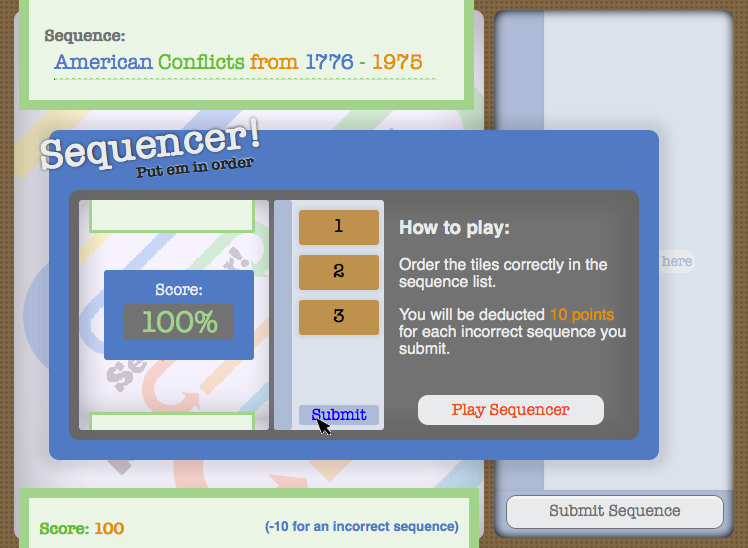 Sequence:
American Conflicts from 1776 - 1975
Sequencer!
Put em in order
Score:
100%
1
2
3
Submit
How to play:
Order the tiles correctly in the
sequence list.
You will be deducted 10 points
for each incorrect sequence you
submit.
Play Sequencer
here
Score: 100
(-10 for an incorrect sequence)
Submit Sequence